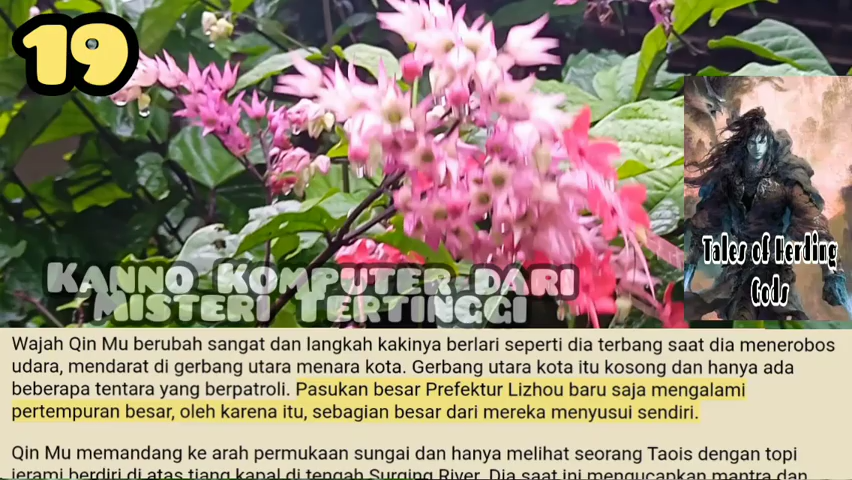 19
Tales of Herding
Gods
Kanno Komputer dari
Misteri Tertinggi
Wajah Qin Mu berubah sangat dan langkah kakinya berlari seperti dia terbang saat dia menerobos
udara, mendarat di gerbang utara menara kota. Gerbang utara kota itu kosong dan hanya ada
beberapa tentara yang berpatroli. Pasukan besar Prefektur Lizhou baru saja mengalami
pertempuran besar, oleh karena itu, sebagian besar dari mereka menyusui sendiri.
Qin Mu memandang ke arah permukaan sungai dan hanya melihat seorang Taois dengan topi
jerami berdiri di atas tiang kapal di tengah Surging River. Dia saat ini mengucapkan mantra dan